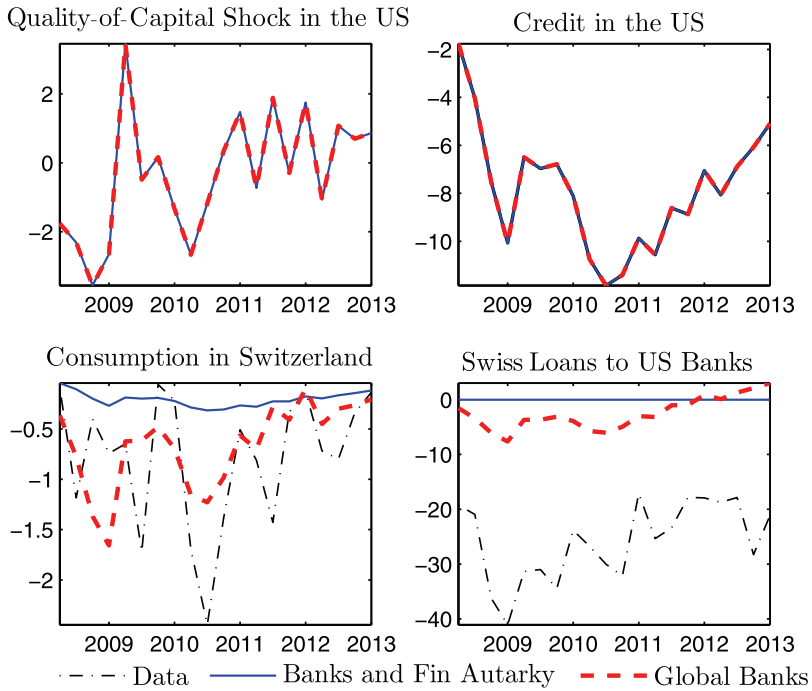 Quality-of-Capital Shock in the US
Credit in the US
2
0
−2
2009 2010 2011 2012 2013
−2
−4
−6
−8
−10
2009 2010 2011 2012 2013
Consumption in Switzerland
Swiss Loans to US Banks
−0.5
−1
−1.5
−2
2009 2010 2011 2012 2013
0
−10
−20
−30
−40
2009 2010 2011 2012 2013
Data Banks and Fin Autarky Global Banks